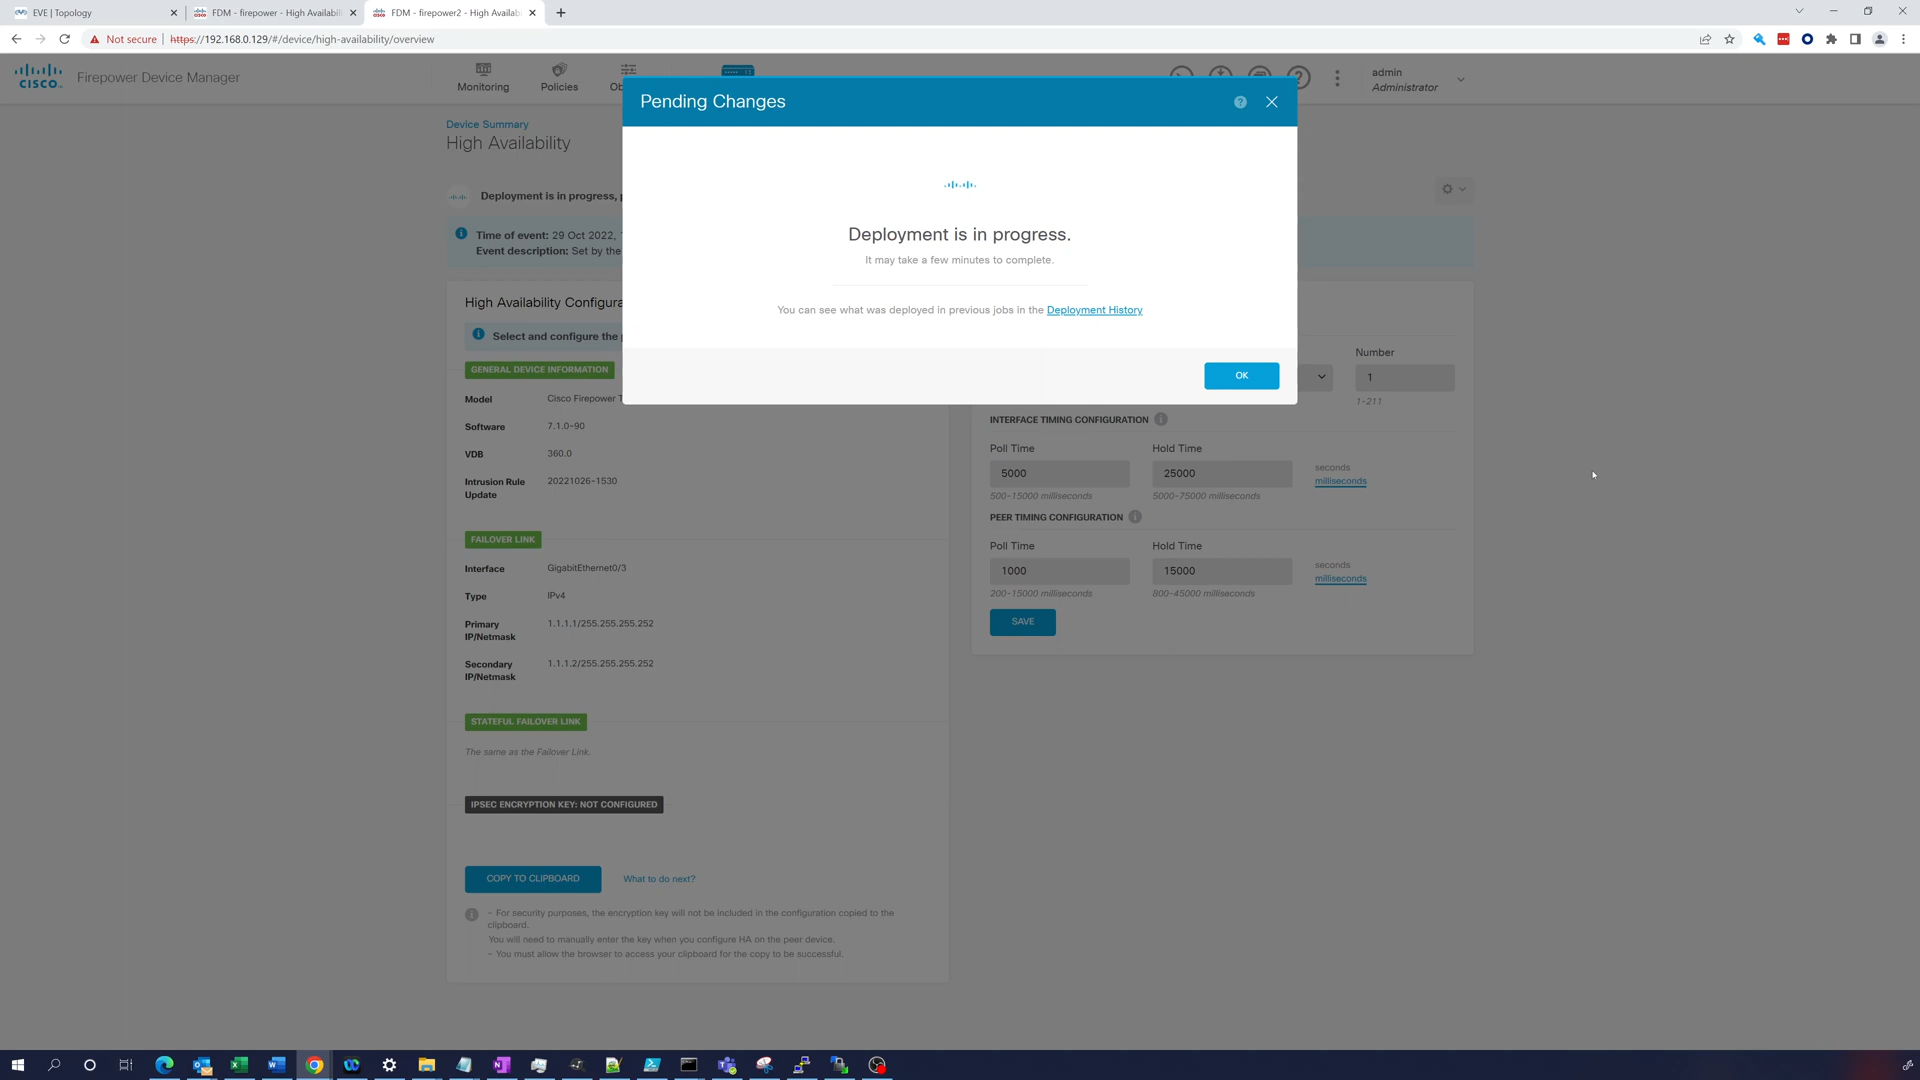 EVE | Topology
FDM - firepower - High Availabili
FDM - firepower2 - High Availab
Not secure
https://192.168.0.129/#/device/high-availability/overview
cisco
Firepower Device Manager
Monitoring
Policies
Ob
admin
Administrator
Pending Changes
Device Summary
High Availability
Deployment is in progress, p
Time of event: 29 Oct 2022,
Event description: Set by the
Deployment is in progress.
It may take a few minutes to complete.
You can see what was deployed in previous jobs in the Deployment History
OK
High Availability Configura
Select and configure the
GENERAL DEVICE INFORMATION
Model
Cisco Firepower T
Software
7.1.0-90
VDB
360.0
Intrusion Rule
Update
20221026-1530
FAILOVER LINK
Interface
GigabitEthernet0/3
Type
IPv4
Primary
IP/Netmask
1.1.1.1/255.255.255.252
Secondary
IP/Netmask
1.1.1.2/255.255.255.252
STATEFUL FAILOVER LINK
The same as the Failover Link.
IPSEC ENCRYPTION KEY: NOT CONFIGURED
COPY TO CLIPBOARD
What to do next?
- For security purposes, the encryption key will not be included in the configuration copied to the
clipboard.
You will need to manually enter the key when you configure HA on the peer device.
- You must allow the browser to access your clipboard for the copy to be successful.
Number
1
1-211
INTERFACE TIMING CONFIGURATION
Poll Time
Hold Time
5000
25000
seconds
milliseconds
500-15000 milliseconds
5000-75000 milliseconds
PEER TIMING CONFIGURATION
Poll Time
Hold Time
1000
15000
seconds
milliseconds
200-15000 milliseconds
800-45000 milliseconds
SAVE